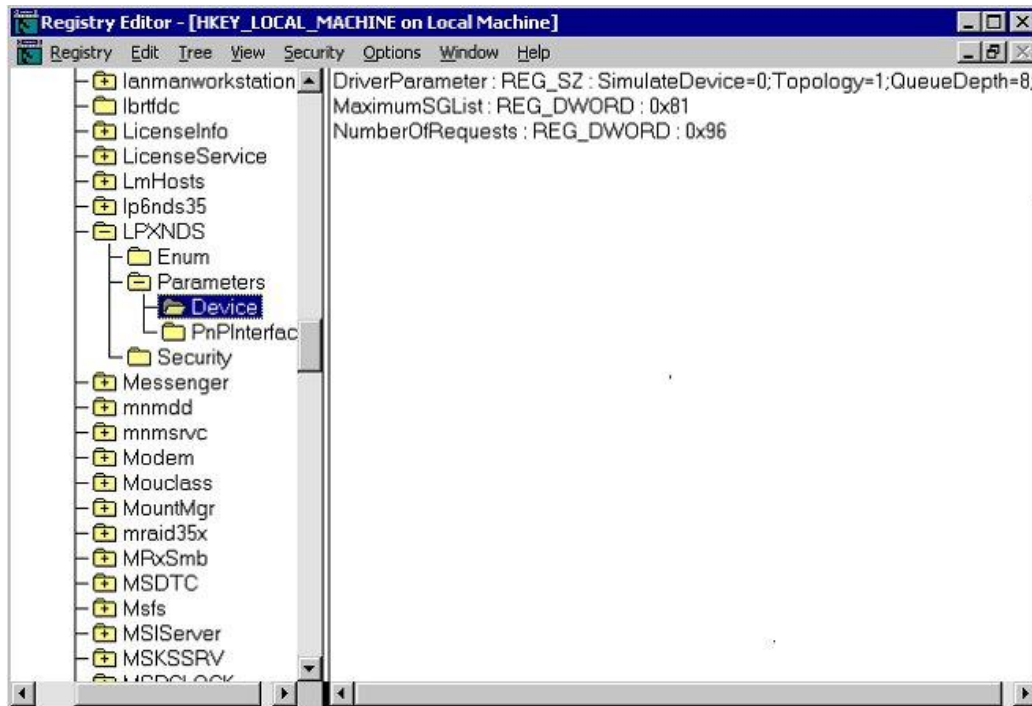 Registry Editor - [HKEY_LOCAL_MACHINE on Local Machine]
Registry Edit Tree View Security Options Window Help
lanmanworkstation
lbrtfdc
LicenseInfo
LicenseService
LmHosts
lp6nds35
LPXNDS
Enum
Parameters
Device
PnPInterfac
Security
Messenger
mnmdd
mnmsrvc
Modem
Mouclass
MountMgr
mraid35x
MRxSmb
MSDTC
Msfs
MSIServer
MSKSSRV
DriverParameter : REG_SZ : SimulateDevice=0;Topology=1;QueueDepth=8;
MaximumSGList : REG_DWORD : 0x81
NumberOfRequests : REG_DWORD : 0x96